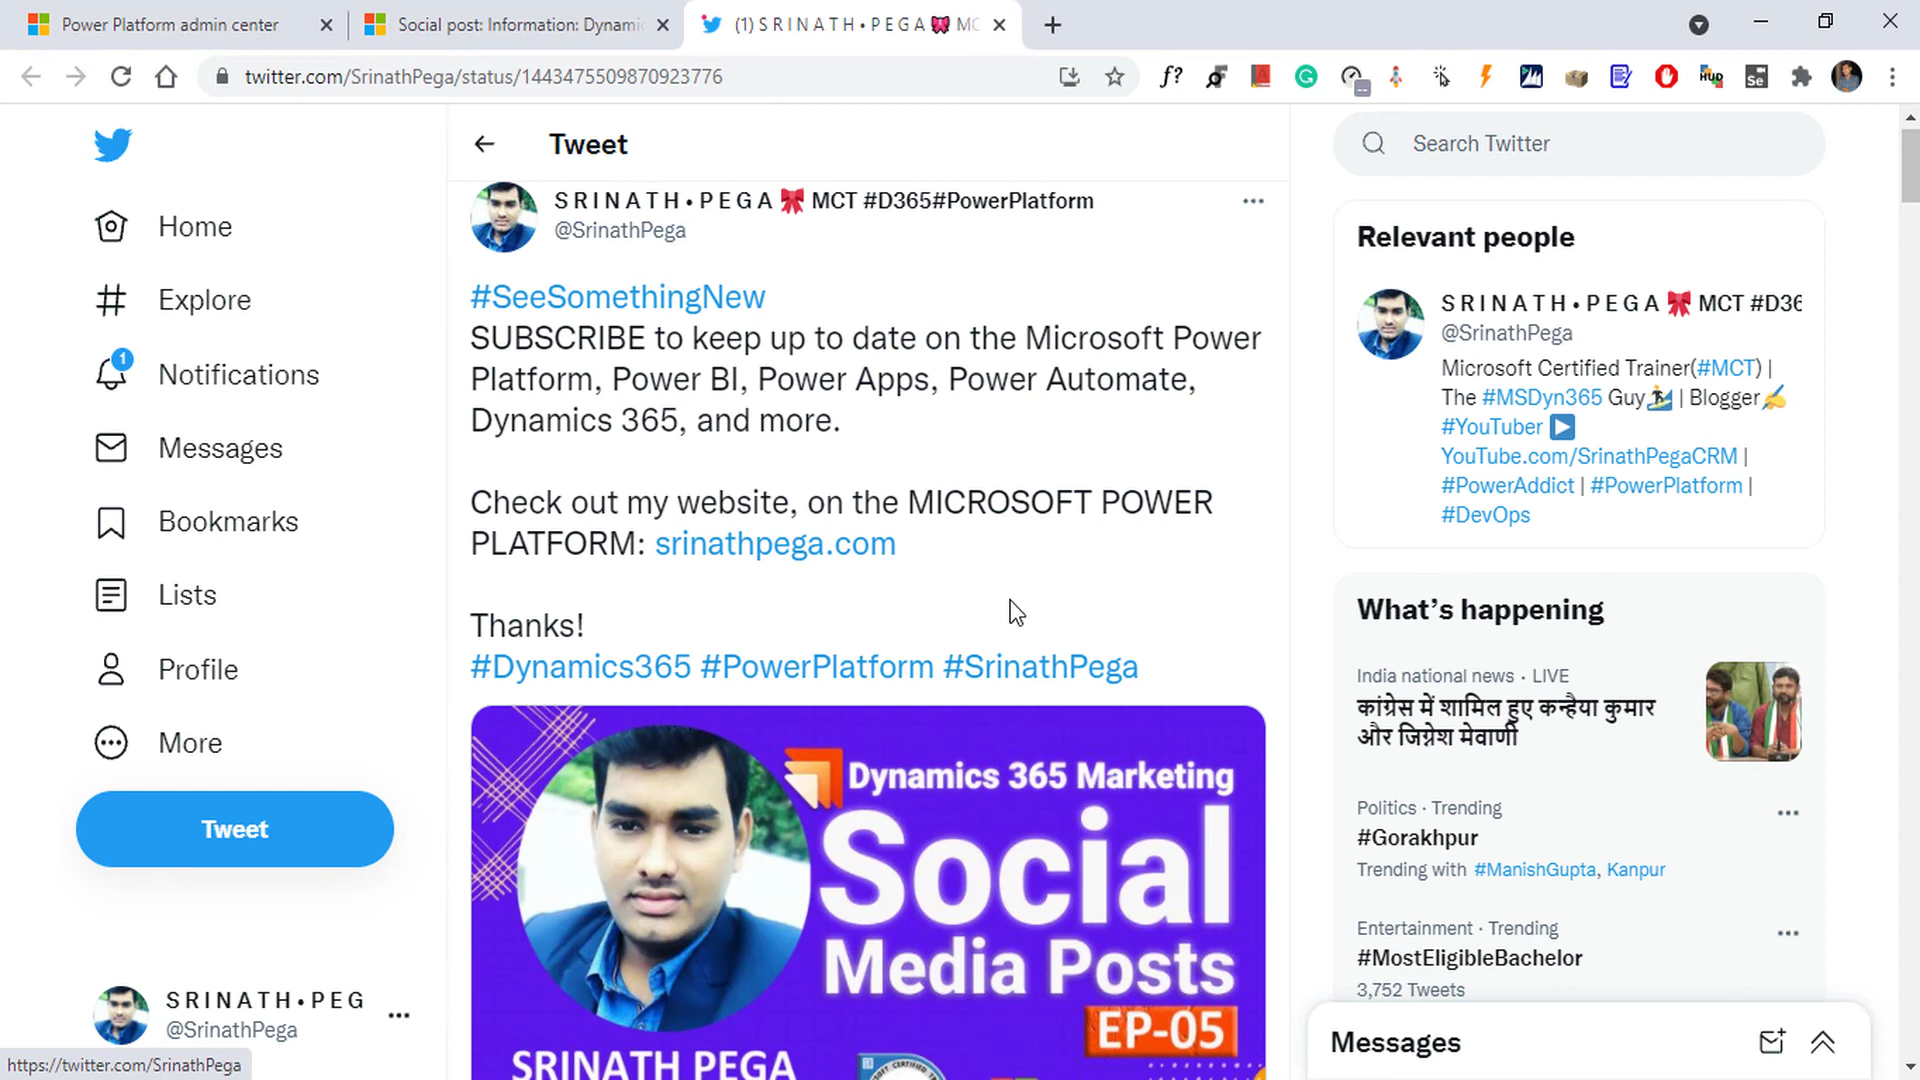 Power Platform admin center
Social post: Information: Dynami
(1) S R I N A T H • P E G A 🎀 MC
twitter.com/SrinathPega/status/1443475509870923776
f?
HUD
Se
Home
Explore
1
Notifications
Messages
Bookmarks
Lists
Profile
More
Tweet
S R I N A T H • P E G
@SrinathPega
https://twitter.com/SrinathPega
Tweet
S R I N A T H • P E G A 🎀 MCT #D365#PowerPlatform
@SrinathPega
#SeeSomethingNew
SUBSCRIBE to keep up to date on the Microsoft Power
Platform, Power BI, Power Apps, Power Automate,
Dynamics 365, and more.
Check out my website, on the MICROSOFT POWER
PLATFORM: srinathpega.com
Thanks!
#Dynamics365 #PowerPlatform #SrinathPega
Dynamics 365 Marketing
Social
Media Posts
EP-05
SRINATH PEGA
Search Twitter
Relevant people
S R I N A T H • P E G A 🎀 MCT #D36
@SrinathPega
Microsoft Certified Trainer(#MCT) |
The #MSDyn365 Guy🏄 | Blogger✍
#YouTuber ▶
YouTube.com/SrinathPegaCRM |
#PowerAddict | #PowerPlatform |
#DevOps
What's happening
India national news · LIVE
कांग्रेस में शामिल हुए कन्हैया कुमार
और जिग्नेश मेवाणी
Politics · Trending
#Gorakhpur
Trending with #ManishGupta, Kanpur
Entertainment · Trending
#MostEligibleBachelor
3,752 Tweets
Messages